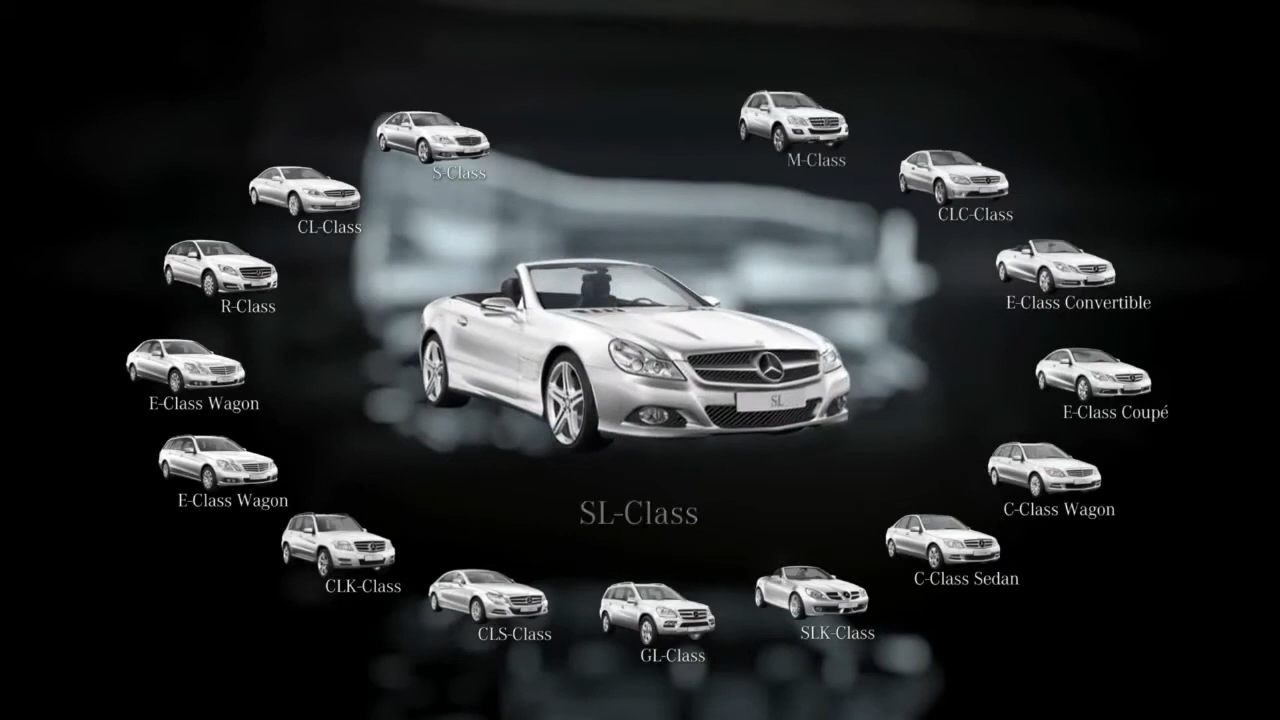 S-Class
M-Class
CL-Class
CLC-Class
R-Class
E-Class Convertible
E-Class Wagon
SL
E-Class Coupé
E-Class Wagon
C-Class Wagon
SL-Class
CLK-Class
C-Class Sedan
CLS-Class
SLK-Class
GL-Class